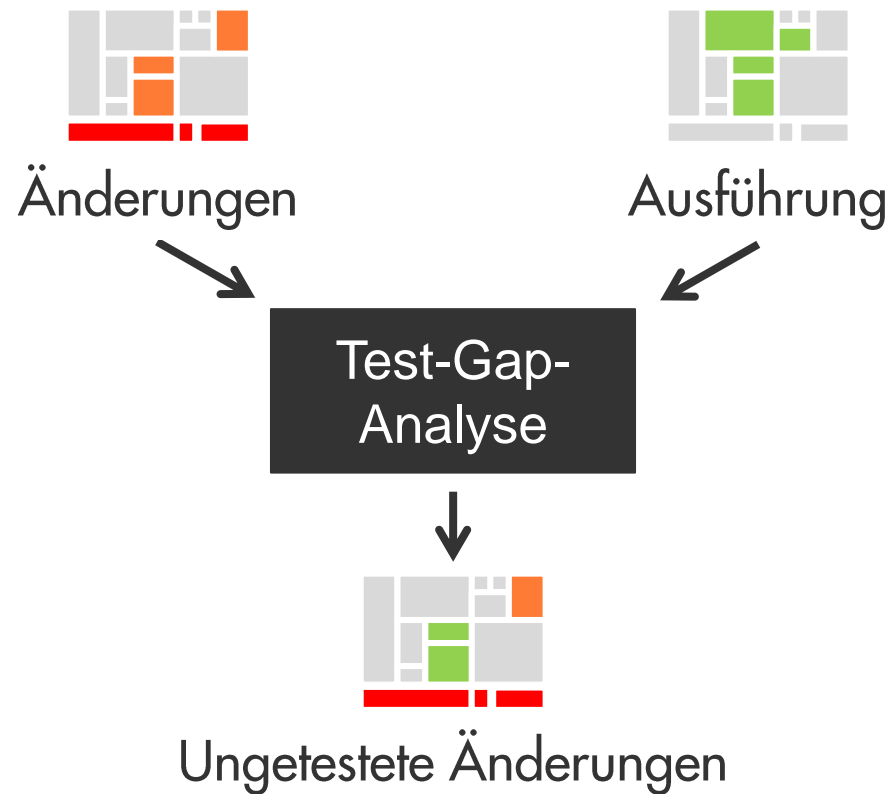 Änderungen
Ausführung
Test-Gap-
Analyse
Ungetestete Änderungen